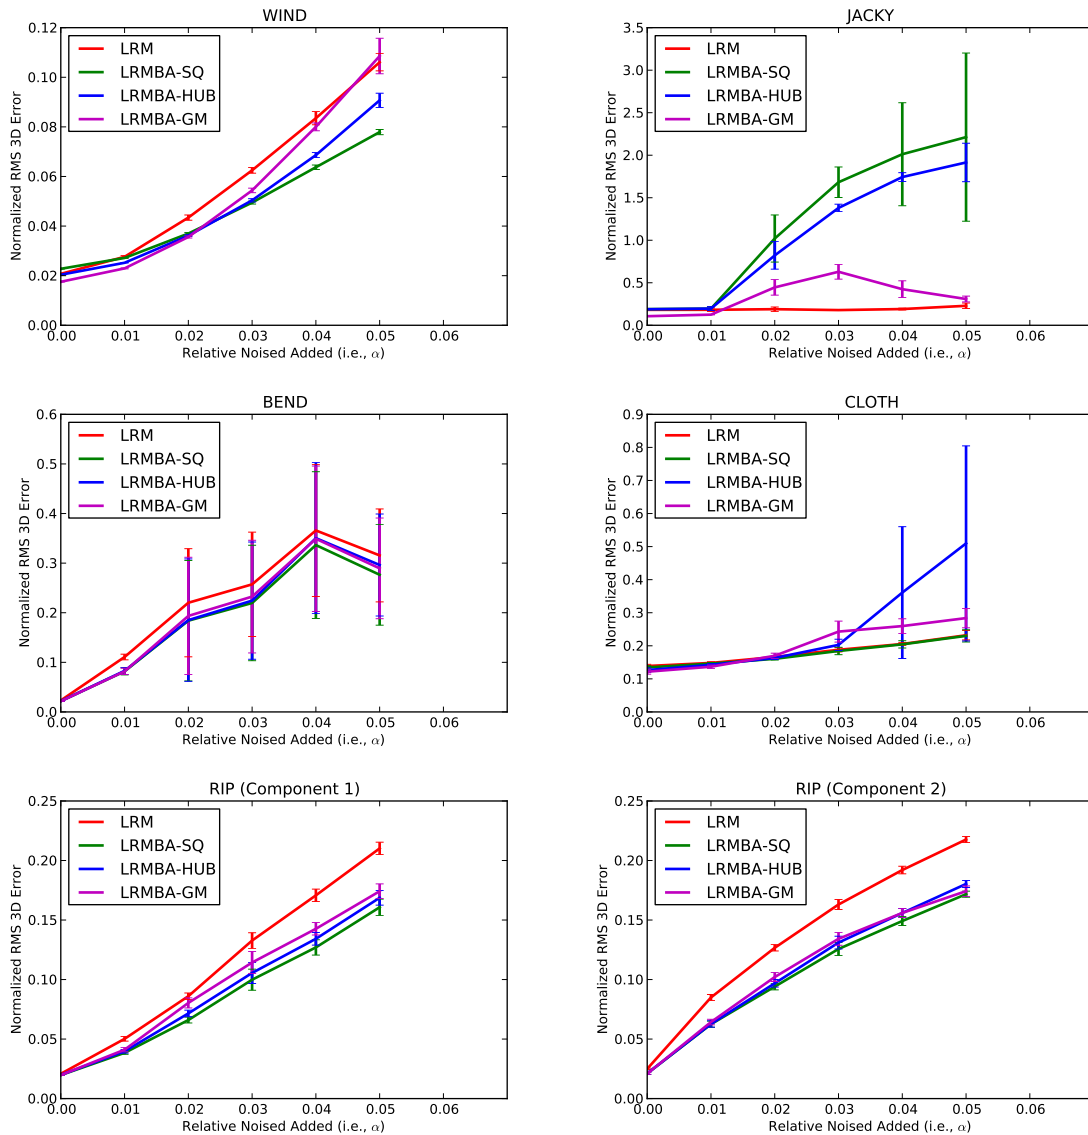 WIND
0.12
0.10
0.08
0.06
0.04
0.02
0.00
Normalized RMS 3D Error
LRM
LRMBA-SQ
LRMBA-HUB
LRMBA-GM
0.00 0.01 0.02 0.03 0.04 0.05 0.06
Relative Noised Added (i.e., α)
JACKY
3.5
3.0
2.5
2.0
1.5
1.0
0.5
0.0
Normalized RMS 3D Error
LRM
LRMBA-SQ
LRMBA-HUB
LRMBA-GM
0.00 0.01 0.02 0.03 0.04 0.05 0.06
Relative Noised Added (i.e., α)
BEND
0.6
0.5
0.4
0.3
0.2
0.1
0.0
Normalized RMS 3D Error
LRM
LRMBA-SQ
LRMBA-HUB
LRMBA-GM
0.00 0.01 0.02 0.03 0.04 0.05 0.06
Relative Noised Added (i.e., α)
CLOTH
0.9
0.8
0.7
0.6
0.5
0.4
0.3
0.2
0.1
0.0
Normalized RMS 3D Error
LRM
LRMBA-SQ
LRMBA-HUB
LRMBA-GM
0.00 0.01 0.02 0.03 0.04 0.05 0.06
Relative Noised Added (i.e., α)
RIP (Component 1)
0.25
0.20
0.15
0.10
0.05
0.00
Normalized RMS 3D Error
LRM
LRMBA-SQ
LRMBA-HUB
LRMBA-GM
0.00 0.01 0.02 0.03 0.04 0.05 0.06
Relative Noised Added (i.e., α)
RIP (Component 2)
0.25
0.20
0.15
0.10
0.05
0.00
Normalized RMS 3D Error
LRM
LRMBA-SQ
LRMBA-HUB
LRMBA-GM
0.00 0.01 0.02 0.03 0.04 0.05 0.06
Relative Noised Added (i.e., α)